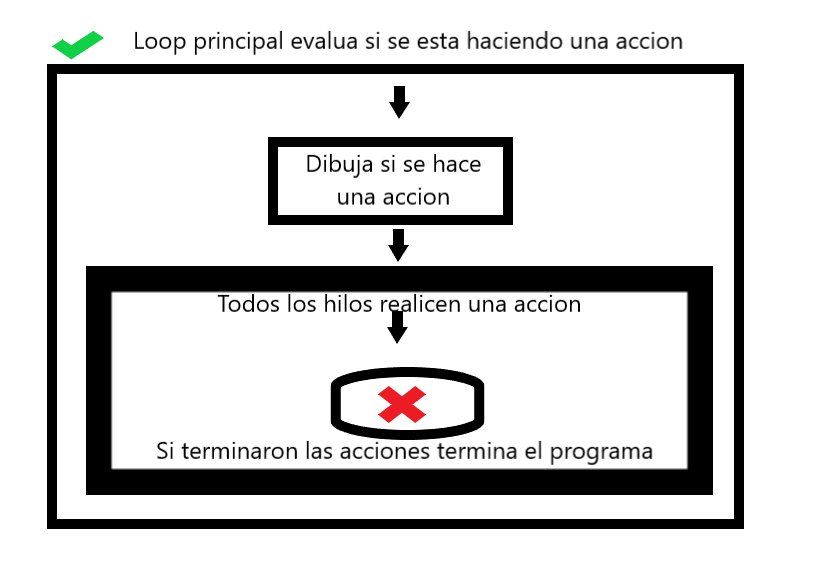 Loop principal evalua si se esta haciendo una accion
Dibuja si se hace
una accion
Todos los hilos realicen una accion
Si terminaron las acciones termina el programa